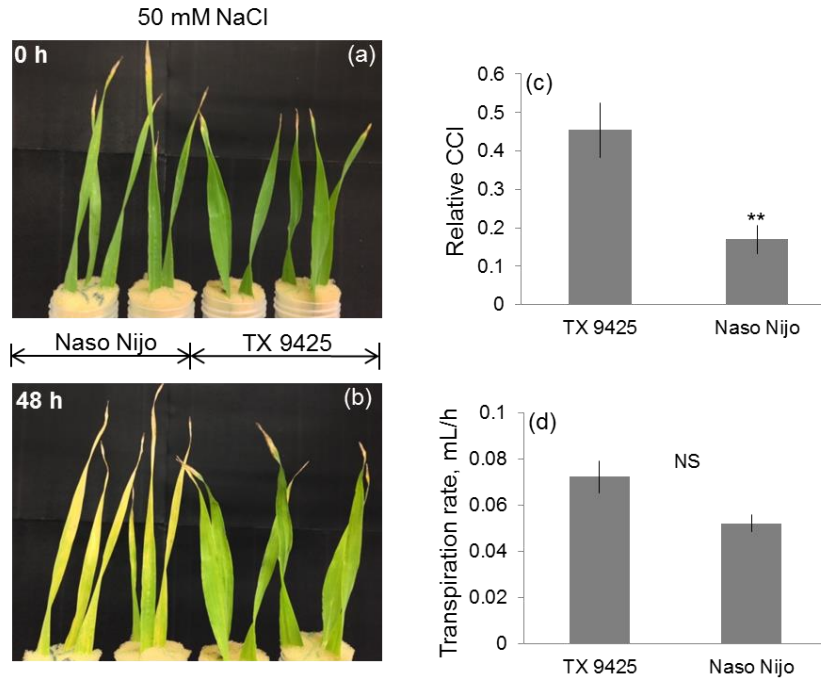 50 mM NaCl
0 h
(a)
Naso Nijo
TX 9425
48 h
(b)
(c)
Relative CCI
0.6
0.5
0.4
0.3
0.2
0.1
0
**
TX 9425
Naso Nijo
(d)
Transpiration rate, mL/h
0.1
0.08
0.06
0.04
0.02
0
NS
TX 9425
Naso Nijo